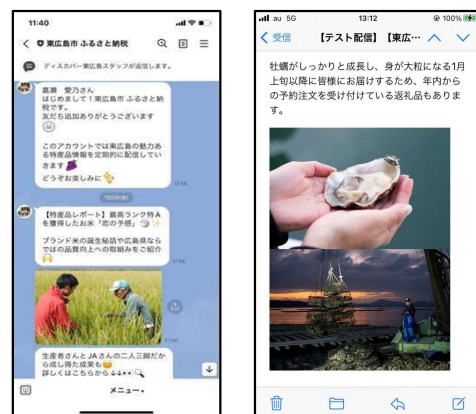 11:40
東広島市 ふるさと納税
ディスカバー東広島スタッフが返信します。
高瀬 愛乃さん
はじめまして！東広島市 ふるさと納
税です。
友だち追加ありがとうございます
このアカウントでは東広島の魅力あ
る特産品情報を定期的に配信してい
きます
どうぞお楽しみに
12:58
【特産品レポート】最高ランク特A
を獲得したお米「恋の予感」
ブランド米の誕生秘話や広島県なら
ではの品質向上への取組みをご紹介
17:08
生産者さんとJAさんの二人三脚だか
ら成し得た成果も
詳しくはこちらから↓↓
メニュー
au 5G
13:12
100%
受信
【テスト配信】【東広…
牡蠣がしっかりと成長し、身が大粒になる1月
上旬以降に皆様にお届けするため、年内から
の予約注文を受け付けている返礼品もありま
す。